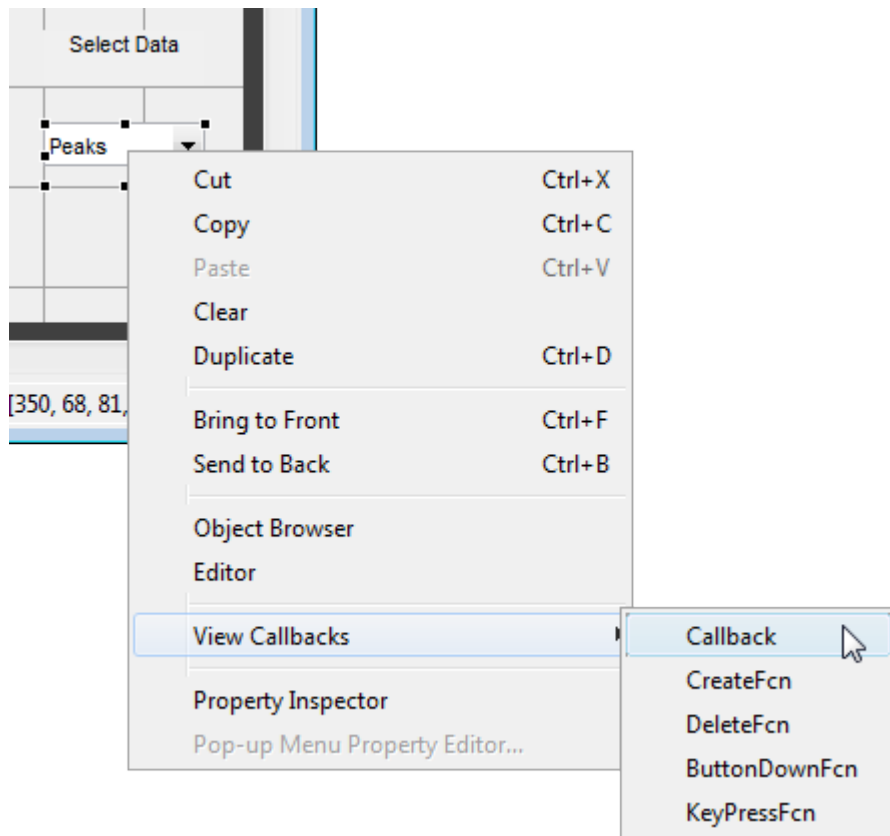 Select Data
Peaks
Cut Ctrl+X
Copy Ctrl+C
Paste Ctrl+V
Clear
Duplicate Ctrl+D
[350, 68, 81,
Bring to Front Ctrl+F
Send to Back Ctrl+B
Object Browser
Editor
View Callbacks
Callback
CreateFcn
Property Inspector
DeleteFcn
Pop-up Menu Property Editor...
ButtonDownFcn
KeyPressFcn